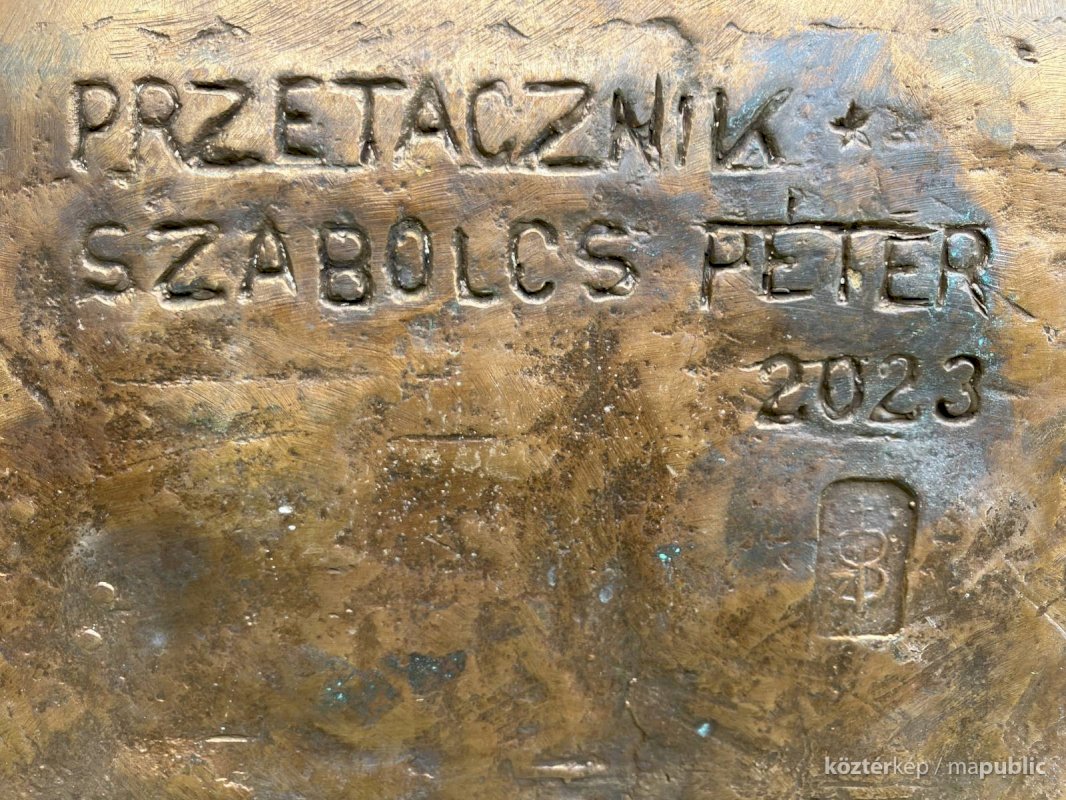 PRZETACZNIK ★
SZABOLCS PÉTER
2023
köztérkép / mapublic